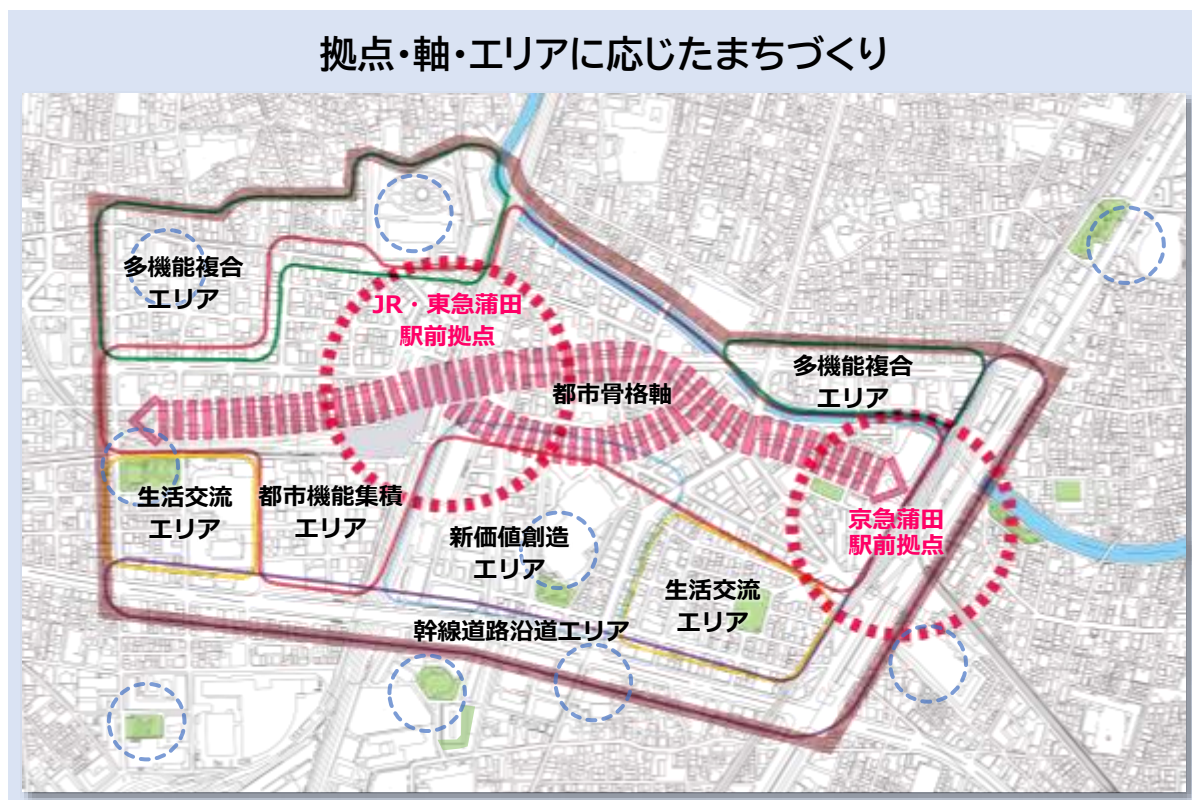 拠点・軸・エリアに応じたまちづくり
多機能複合
エリア
JR・東急蒲田
駅前拠点
都市骨格軸
多機能複合
エリア
生活交流
エリア
都市機能集積
エリア
新価値創造
エリア
京急蒲田
駅前拠点
生活交流
エリア
幹線道路沿道エリア